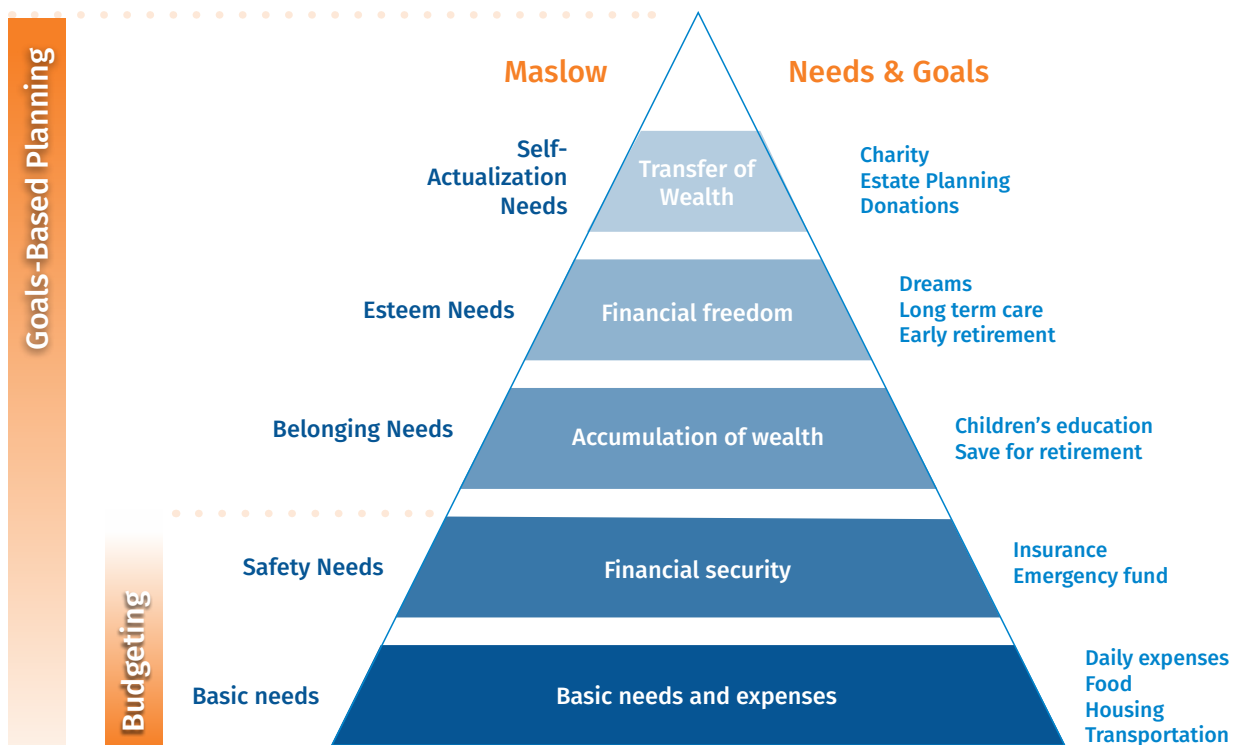 Goals-Based Planning
Budgeting
Maslow
Needs & Goals
Self-
Actualization
Needs
Transfer of
Wealth
Charity
Estate Planning
Donations
Esteem Needs
Financial freedom
Dreams
Long term care
Early retirement
Belonging Needs
Accumulation of wealth
Children’s education
Save for retirement
Safety Needs
Financial security
Insurance
Emergency fund
Basic needs
Basic needs and expenses
Daily expenses
Food
Housing
Transportation